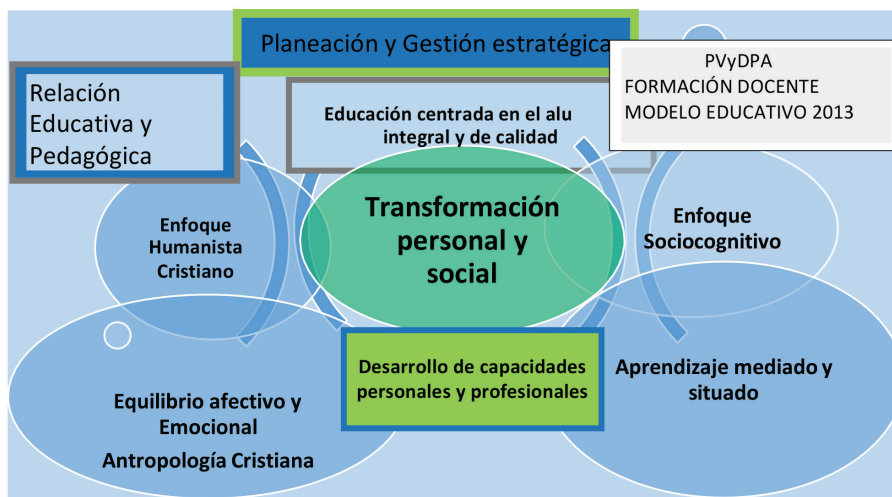 Planeación y Gestión estratégica
PVyDPA
FORMACIÓN DOCENTE
MODELO EDUCATIVO 2013
Relación
Educativa y
Pedagógica
Educación centrada en el alu
integral y de calidad
Transformación
personal y
social
Enfoque
Humanista
Cristiano
Enfoque
Sociocognitivo
Desarrollo de capacidades
personales y profesionales
Aprendizaje mediado y
situado
Equilibrio afectivo y
Emocional
Antropología Cristiana